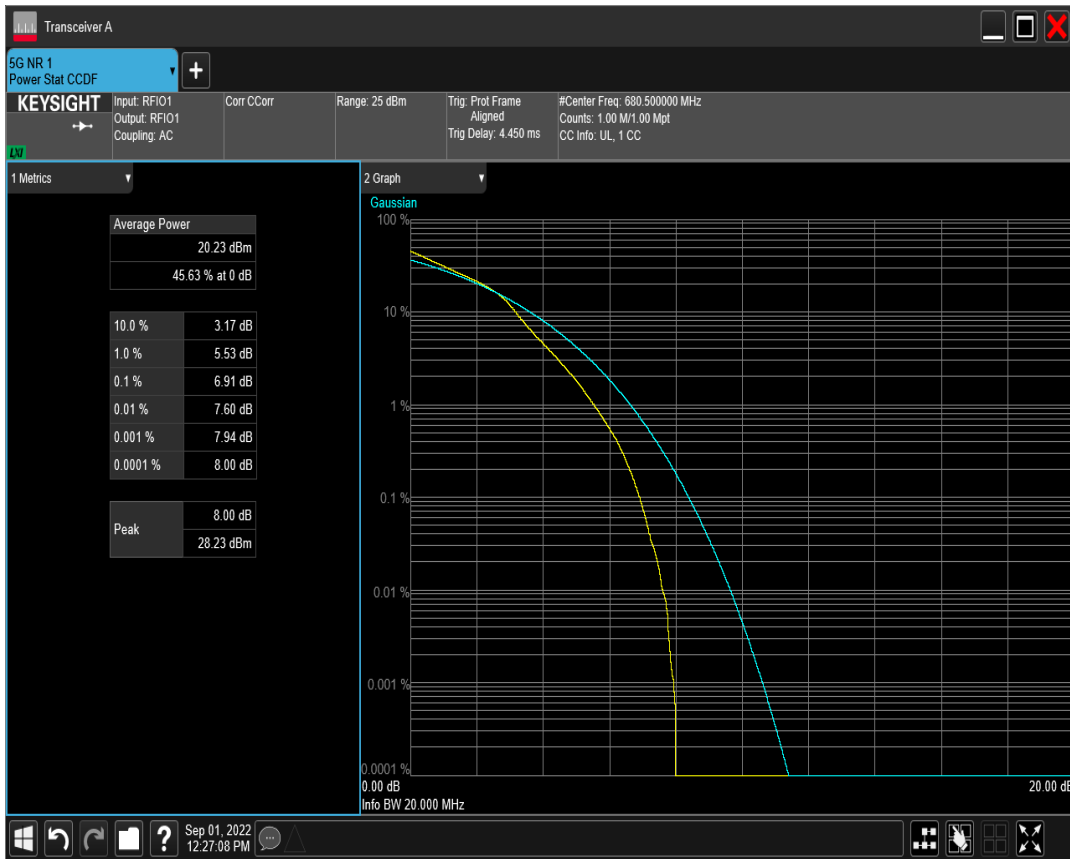 Transceiver A
5G NR 1
Power Stat CCDF
+
KEYSIGHT
LXI
Input: RFIO1
Output: RFIO1
Coupling: AC
Corr CCorr
Range: 25 dBm
Trig: Prot Frame
Aligned
Trig Delay: 4.450 ms
#Center Freq: 680.500000 MHz
Counts: 1.00 M/1.00 Mpt
CC Info: UL, 1 CC
1 Metrics
Average Power
20.23 dBm
45.63 % at 0 dB
10.0 % 3.17 dB
1.0 % 5.53 dB
0.1 % 6.91 dB
0.01 % 7.60 dB
0.001 % 7.94 dB
0.0001 % 8.00 dB
Peak
8.00 dB
28.23 dBm
2 Graph
Gaussian
100 %
10 %
1 %
0.1 %
0.01 %
0.001 %
0.0001 %
0.00 dB 20.00 dB
Info BW 20.000 MHz
?
Sep 01, 2022
12:27:08 PM